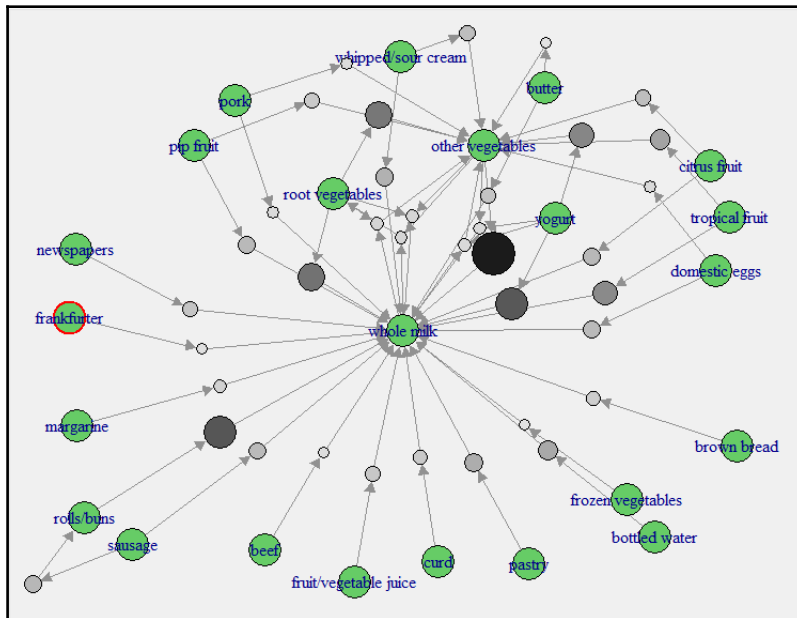 whipped/sour cream
pork
butter
pip fruit
other vegetables
citrus fruit
root vegetables
yogurt
tropical fruit
newspapers
domestic eggs
frankfurter
whole milk
margarine
brown bread
rolls/buns
frozen vegetables
sausage
bottled water
beef
curd
pastry
fruit/vegetable juice